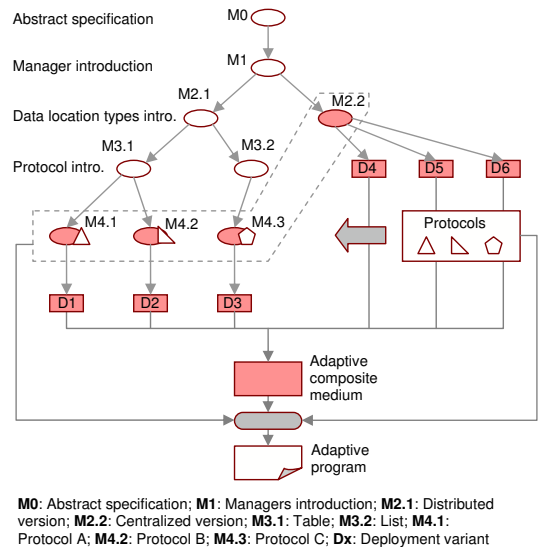 Abstract specification
M0
Manager introduction
M1
Data location types intro.
M2.1
M2.2
Protocol intro.
M3.1
M3.2
D4
D5
D6
M4.1
M4.2
M4.3
Protocols
D1
D2
D3
Adaptive
composite
medium
Adaptive
program
M0: Abstract specification; M1: Managers introduction; M2.1: Distributed
version; M2.2: Centralized version; M3.1: Table; M3.2: List; M4.1:
Protocol A; M4.2: Protocol B; M4.3: Protocol C; Dx: Deployment variant